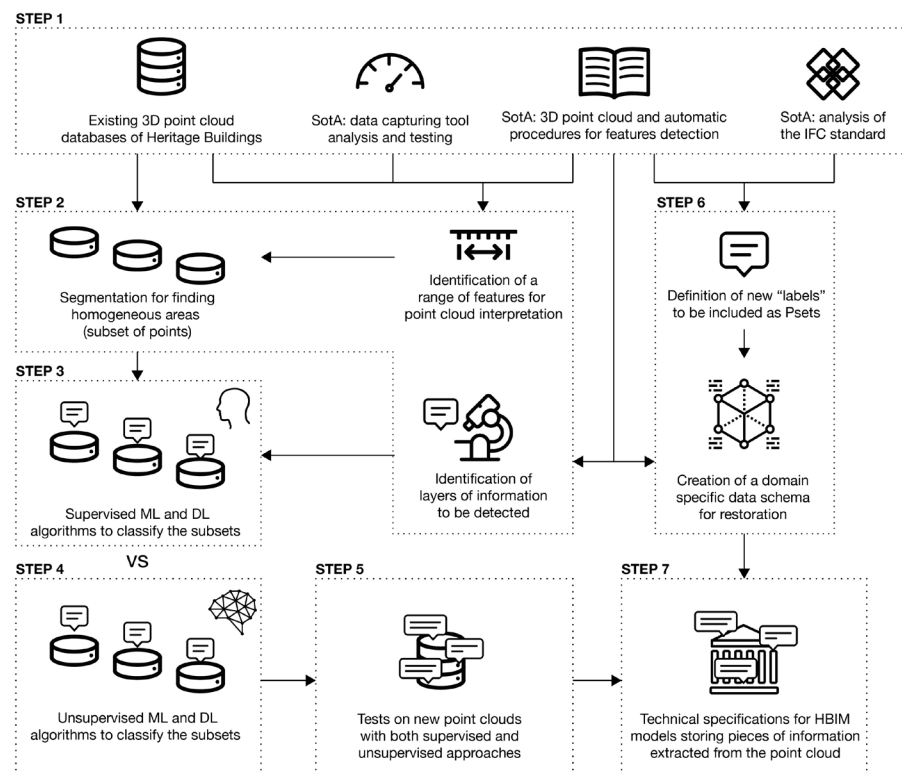 STEP 1
Existing 3D point cloud
databases of Heritage Buildings
SotA: data capturing tool
analysis and testing
SotA: 3D point cloud and automatic
procedures for features detection
SotA: analysis of
the IFC standard
STEP 2
Segmentation for finding
homogeneous areas
(subset of points)
Identification of a
range of features for
point cloud interpretation
STEP 6
Definition of new “labels”
to be included as Psets
Creation of a domain
specific data schema
for restoration
STEP 3
Supervised ML and DL
algorithms to classify the subsets
Identification of
layers of information
to be detected
VS
STEP 4
Unsupervised ML and DL
algorithms to classify the subsets
STEP 5
Tests on new point clouds
with both supervised and
unsupervised approaches
STEP 7
Technical specifications for HBIM
models storing pieces of information
extracted from the point cloud